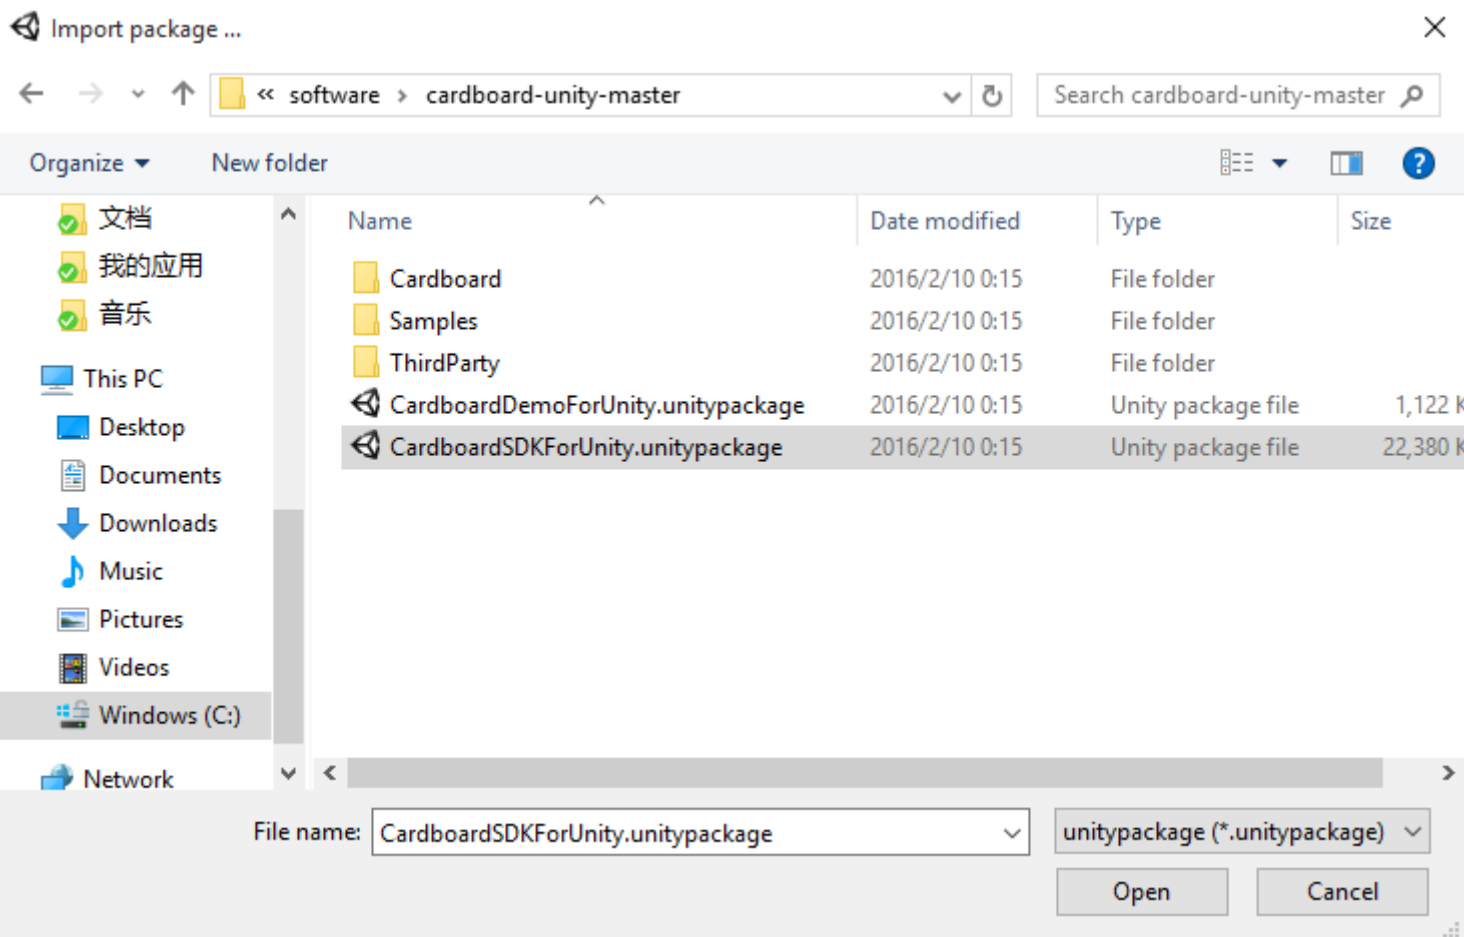 Import package ...
« software > cardboard-unity-master
Search cardboard-unity-master
Organize
New folder
文档
我的应用
音乐
This PC
Desktop
Documents
Downloads
Music
Pictures
Videos
Windows (C:)
Network
Name Date modified Type Size
Cardboard 2016/2/10 0:15 File folder
Samples 2016/2/10 0:15 File folder
ThirdParty 2016/2/10 0:15 File folder
CardboardDemoForUnity.unitypackage 2016/2/10 0:15 Unity package file 1,122 K
CardboardSDKForUnity.unitypackage 2016/2/10 0:15 Unity package file 22,380 K
File name: CardboardSDKForUnity.unitypackage
unitypackage (*.unitypackage)
Open
Cancel